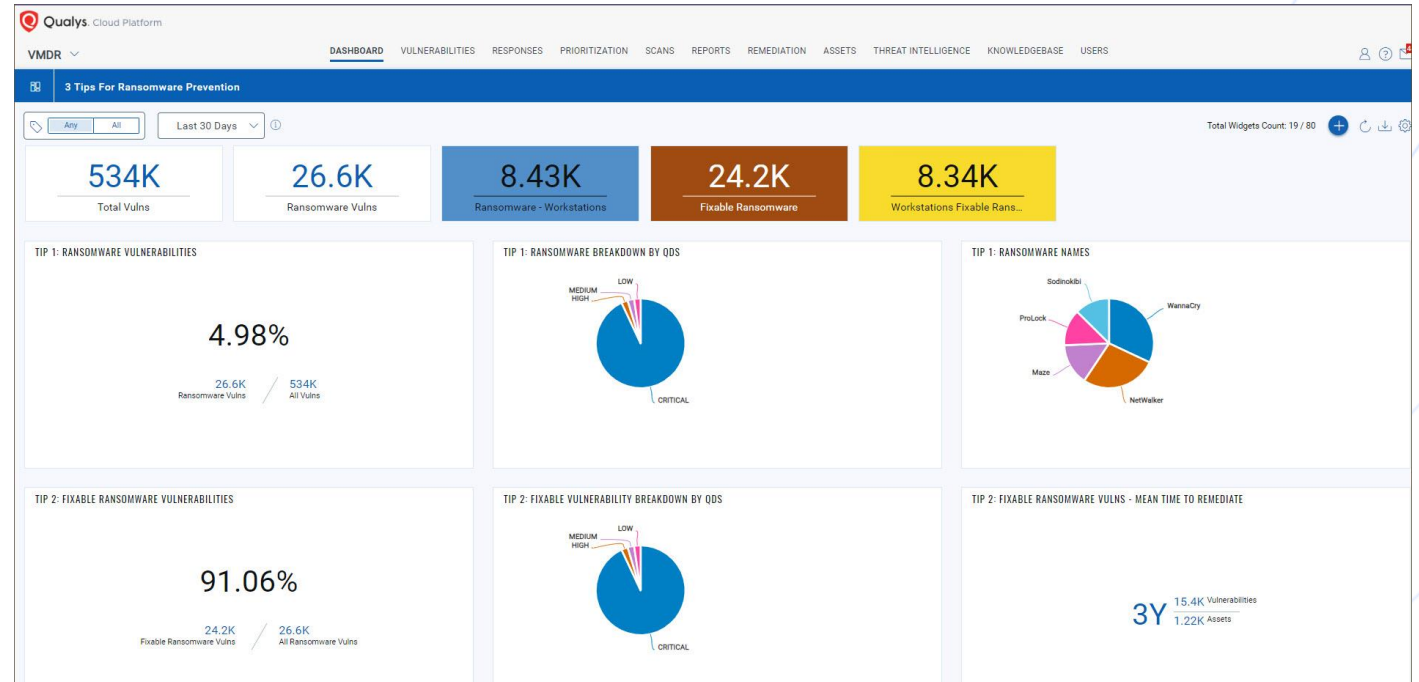 Qualys. Cloud Platform
VMDR
DASHBOARD VULNERABILITIES RESPONSES PRIORITIZATION SCANS REPORTS REMEDIATION ASSETS THREAT INTELLIGENCE KNOWLEDGEBASE USERS
3 Tips For Ransomware Prevention
Any All Last 30 Days Total Widgets Count: 19 / 80
534K
Total Vulns
26.6K
Ransomware Vulns
8.43K
Ransomware - Workstations
24.2K
Fixable Ransomware
8.34K
Workstations Fixable Rans...
TIP 1: RANSOMWARE VULNERABILITIES
4.98%
26.6K
Ransomware Vulns
534K
All Vulns
TIP 1: RANSOMWARE BREAKDOWN BY QDS
LOW
MEDIUM
HIGH
CRITICAL
TIP 1: RANSOMWARE NAMES
Sodinokibi
WannaCry
ProLock
Maze
NetWalker
TIP 2: FIXABLE RANSOMWARE VULNERABILITIES
91.06%
24.2K
Fixable Ransomware Vulns
26.6K
All Ransomware Vulns
TIP 2: FIXABLE VULNERABILITY BREAKDOWN BY QDS
LOW
MEDIUM
HIGH
CRITICAL
TIP 2: FIXABLE RANSOMWARE VULNS - MEAN TIME TO REMEDIATE
3Y
15.4K Vulnerabilities
1.22K Assets